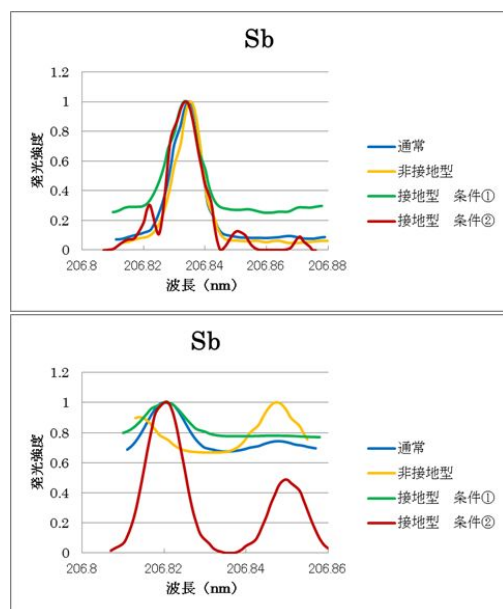 Sb
1.2
1
0.8
0.6
0.4
0.2
0
発光強度
206.8
206.82
206.84
206.86
206.88
波長（nm）
通常
非接地型
接地型　条件①
接地型　条件②
Sb
1.2
1
0.8
0.6
0.4
0.2
0
発光強度
206.8
206.82
206.84
206.86
波長（nm）
通常
非接地型
接地型　条件①
接地型　条件②